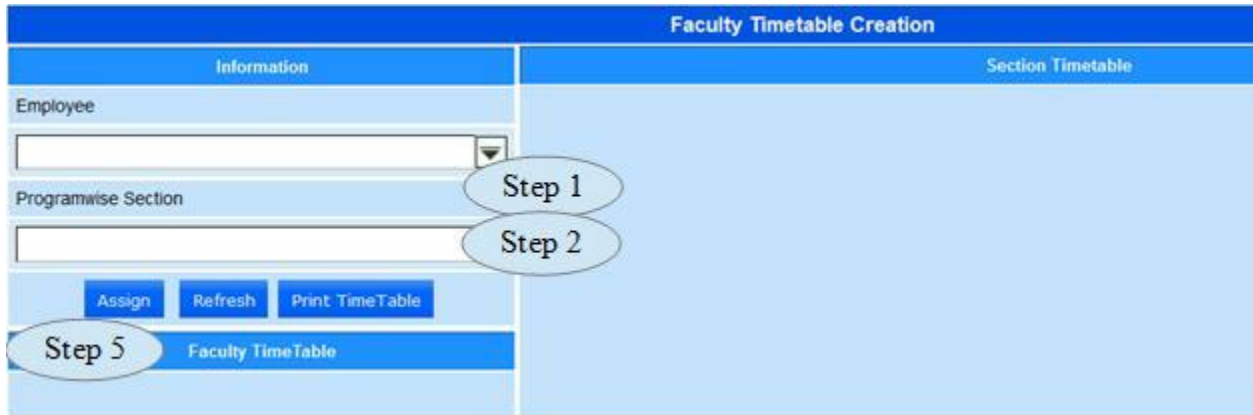 Faculty Timetable Creation
Information
Section Timetable
Employee
Step 1
Programwise Section
Step 2
Assign Refresh Print TimeTable
Step 5
Faculty TimeTable